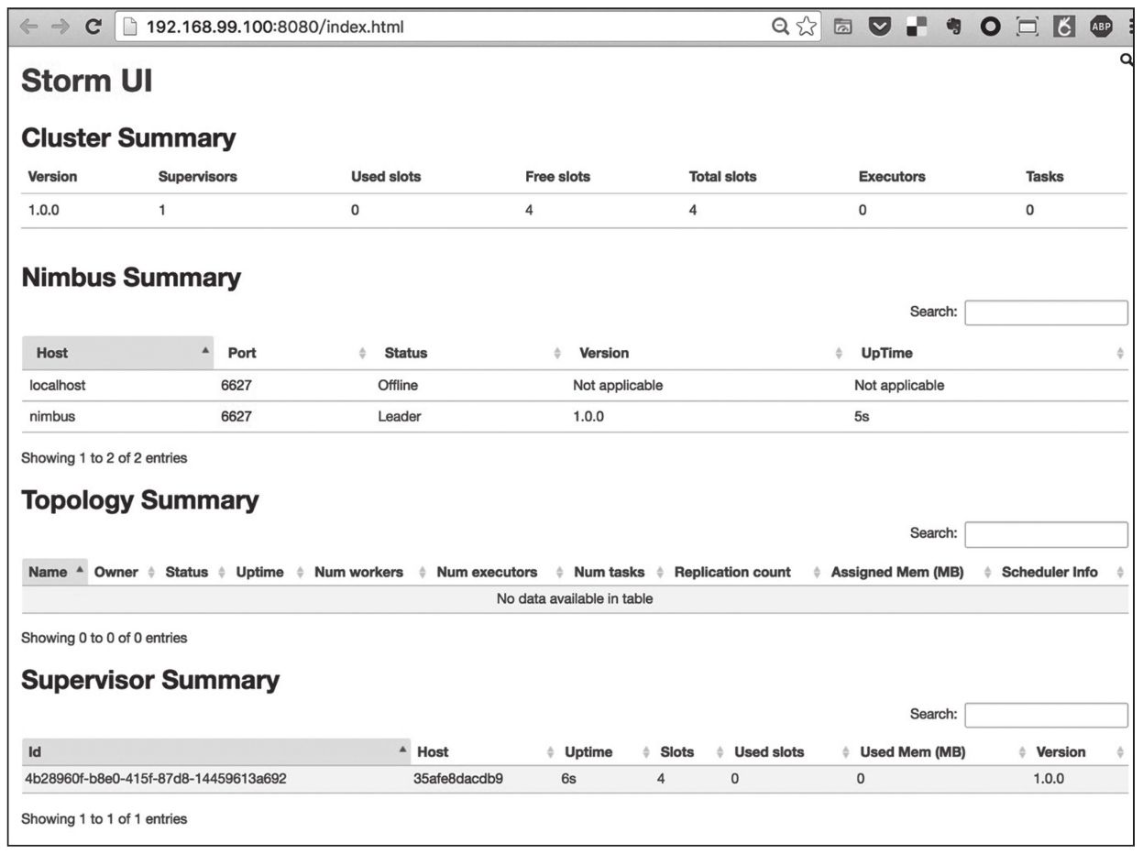 192.168.99.100:8080/index.html
ABP
Storm UI
Cluster Summary
Version Supervisors Used slots Free slots Total slots Executors Tasks
1.0.0 1 0 4 4 0 0
Nimbus Summary
Search:
Host Port Status Version UpTime
localhost 6627 Offline Not applicable Not applicable
nimbus 6627 Leader 1.0.0 5s
Showing 1 to 2 of 2 entries
Topology Summary
Search:
Name Owner Status Uptime Num workers Num executors Num tasks Replication count Assigned Mem (MB) Scheduler Info
No data available in table
Showing 0 to 0 of 0 entries
Supervisor Summary
Search:
Id Host Uptime Slots Used slots Used Mem (MB) Version
4b28960f-b8e0-415f-87d8-14459613a692 35afe8dacdb9 6s 4 0 0 1.0.0
Showing 1 to 1 of 1 entries